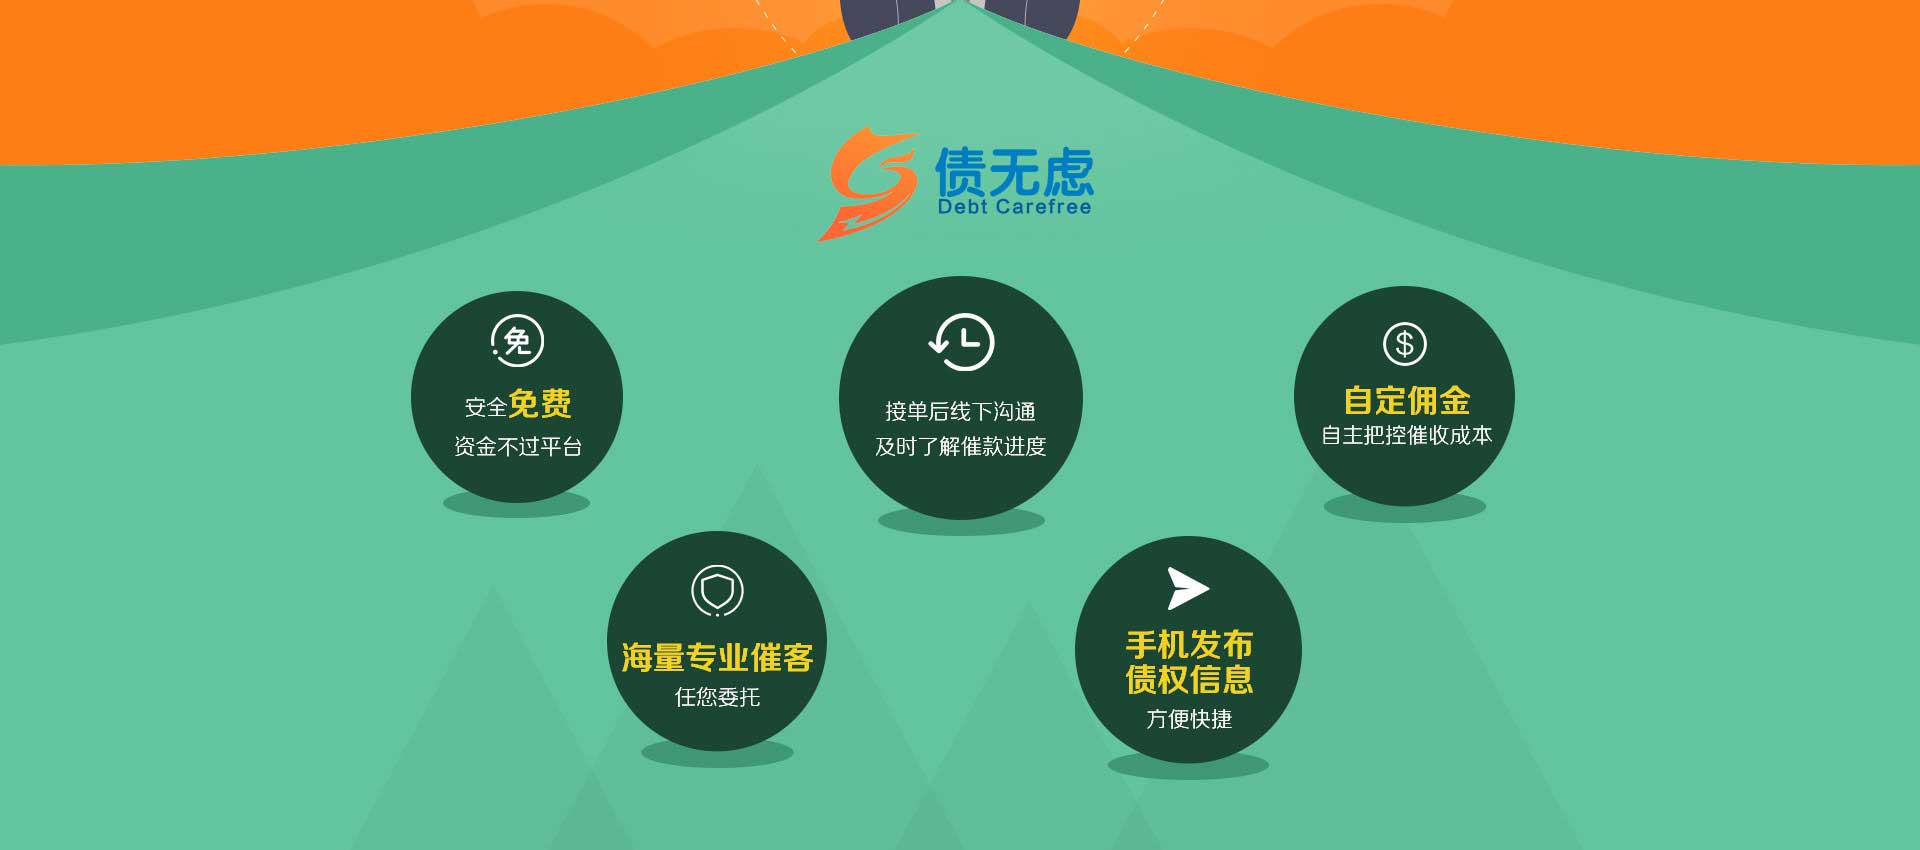 债无虑
Debt Carefree
免
安全免费
资金不过平台
接单后线下沟通
及时了解催款进度
自定佣金
自主把控催收成本
海量专业催客
任您委托
手机发布
债权信息
方便快捷